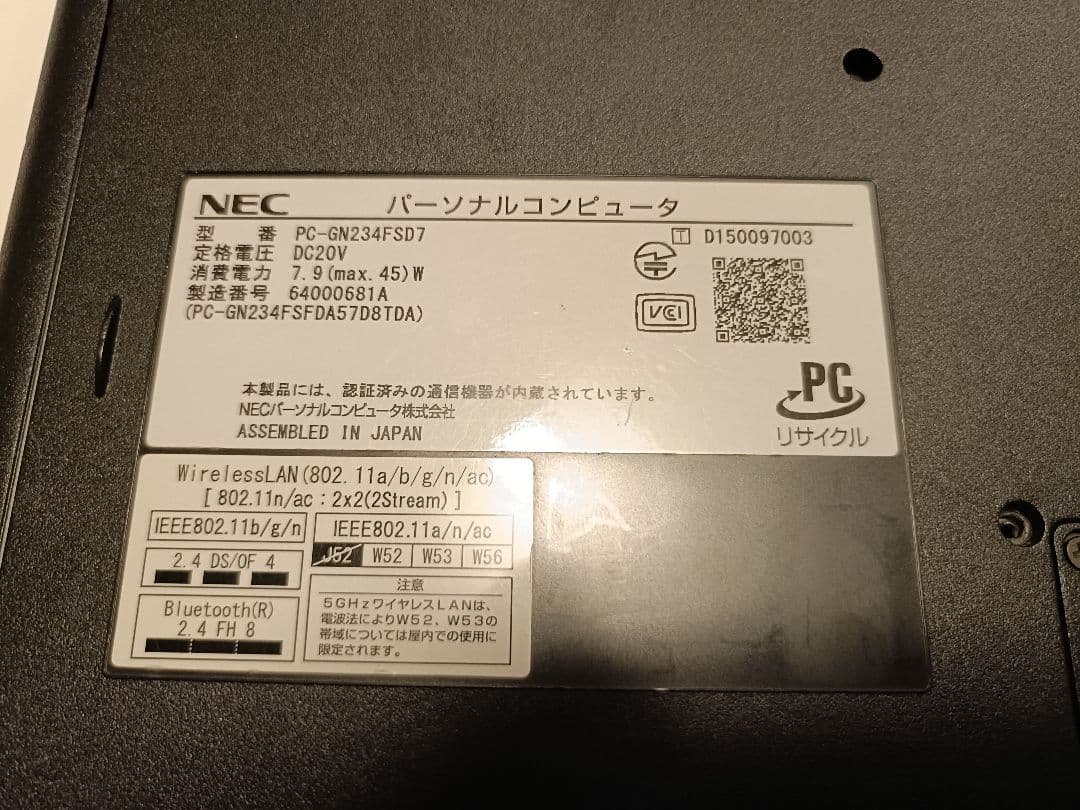 NEC パーソナルコンピュータ
型 番 PC-GN234FSD7
定格電圧 DC20V
消費電力 7.9(max.45)W
製造番号 64000681A
(PC-GN234FSFDA57D8TDA)
T D150097003
VCI
PC
リサイクル
本製品には、認証済みの通信機器が内蔵されています。
NECパーソナルコンピュータ株式会社
ASSEMBLED IN JAPAN
WirelessLAN(802.11a/b/g/n/ac)
[ 802.11n/ac：2x2(2Stream) ]
IEEE802.11b/g/n
2.4 DS/OF 4
Bluetooth(R)
2.4 FH 8
IEEE802.11a/n/ac
J52 W52 W53 W56
注意
5GHzワイヤレスLANは、
電波法によりW52、W53の
帯域については屋内での使用に
限定されます。